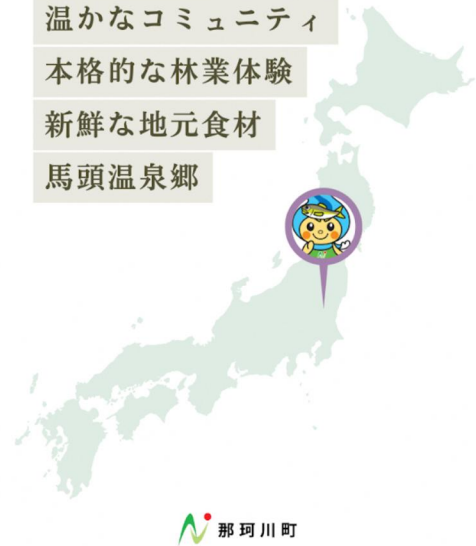 温かなコミュニティ
本格的な林業体験
新鮮な地元食材
馬頭温泉郷
那珂川町